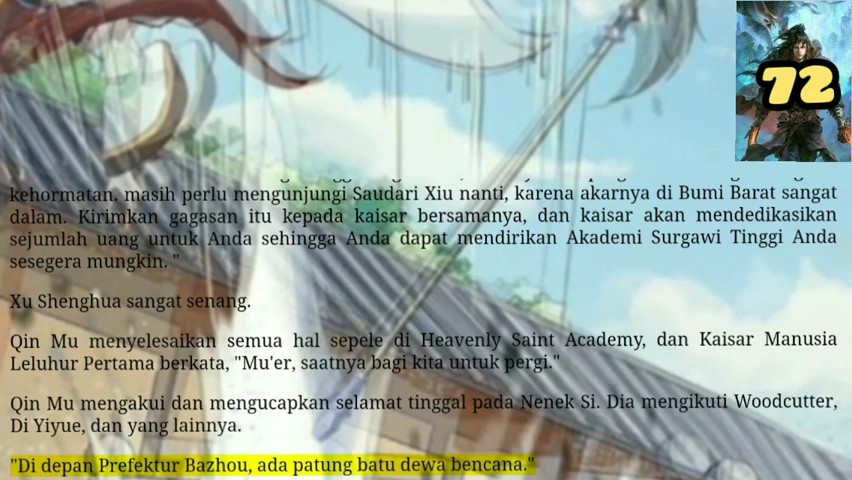 72
kehormatan. masih perlu mengunjungi Saudari Xiu nanti, karena akarnya di Bumi Barat sangat
dalam. Kirimkan gagasan itu kepada kaisar bersamanya, dan kaisar akan mendedikasikan
sejumlah uang untuk Anda sehingga Anda dapat mendirikan Akademi Surgawi Tinggi Anda
sesegera mungkin. "
Xu Shenghua sangat senang.
Qin Mu menyelesaikan semua hal sepele di Heavenly Saint Academy, dan Kaisar Manusia
Leluhur Pertama berkata, "Mu'er, saatnya bagi kita untuk pergi."
Qin Mu mengakui dan mengucapkan selamat tinggal pada Nenek Si. Dia mengikuti Woodcutter,
Di Yiyue, dan yang lainnya.
"Di depan Prefektur Bazhou, ada patung batu dewa bencana."